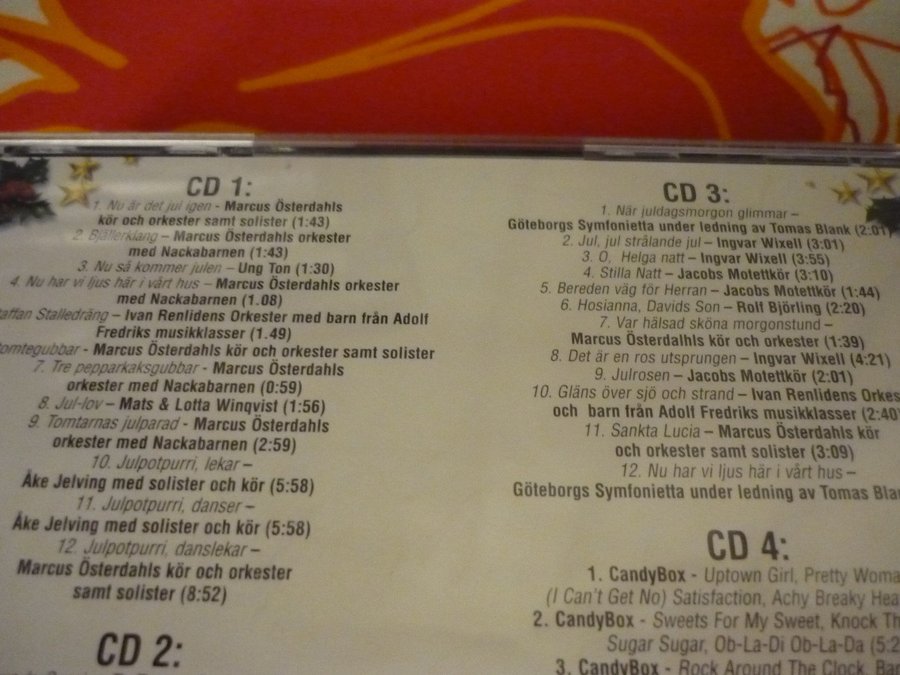 CD 1:
1. Nu är det jul igen - Marcus Österdahls
kör och orkester samt solister (1:43)
2. Bjällerklang – Marcus Österdahls orkester
med Nackabarnen (1:43)
3. Nu så kommer julen – Ung Ton (1:30)
4. Nu har vi ljus här i vårt hus – Marcus Österdahls orkester
med Nackabarnen (1.08)
Stalledräng – Ivan Renlidens Orkester med barn från Adolf
Fredriks musikklasser (1.49)
- Marcus Österdahls kör och orkester samt solister
7. Tre pepparkaksgubbar - Marcus Österdahls
orkester med Nackabarnen (0:59)
8. Jul-lov – Mats & Lotta Winqvist (1:56)
9. Tomtarnas julparad - Marcus Österdahls
orkester med Nackabarnen (2:59)
10. Julpotpurri, lekar –
Åke Jelving med solister och kör (5:58)
11. Julpotpurri, danser –
Åke Jelving med solister och kör (5:58)
12. Julpotpurri, danslekar –
Marcus Österdahls kör och orkester
samt solister (8:52)
CD 2:
CD 3:
1. När juldagsmorgon glimmar –
Göteborgs Symfonietta under ledning av Tomas Blank (2:01)
2. Jul, jul strålande jul – Ingvar Wixell (3:01)
3. O, Helga natt – Ingvar Wixell (3:55)
4. Stilla Natt – Jacobs Motettkör (3:10)
5. Bereden väg för Herran – Jacobs Motettkör (1:44)
6. Hosianna, Davids Son – Rolf Björling (2:20)
7. Var hälsad sköna morgonstund –
Marcus Österdalhls kör och orkester (1:39)
8. Det är en ros utsprungen – Ingvar Wixell (4:21)
9. Julrosen – Jacobs Motettkör (2:01)
10. Gläns över sjö och strand – Ivan Renlidens
och barn från Adolf Fredriks musikklasser (2:40)
11. Sankta Lucia – Marcus Österdahls kör
och orkester samt solister (3:09)
12. Nu har vi ljus här i vårt hus –
Göteborgs Symfonietta under ledning av Tomas
CD 4:
1. CandyBox - Uptown Girl, Pretty
(I Can't Get No) Satisfaction, Achy Breaky
2. CandyBox - Sweets For My Sweet, Knock
Sugar Sugar, Ob-La-Di Ob-La-Da
3. CandyBox - Rock Around The Clock,